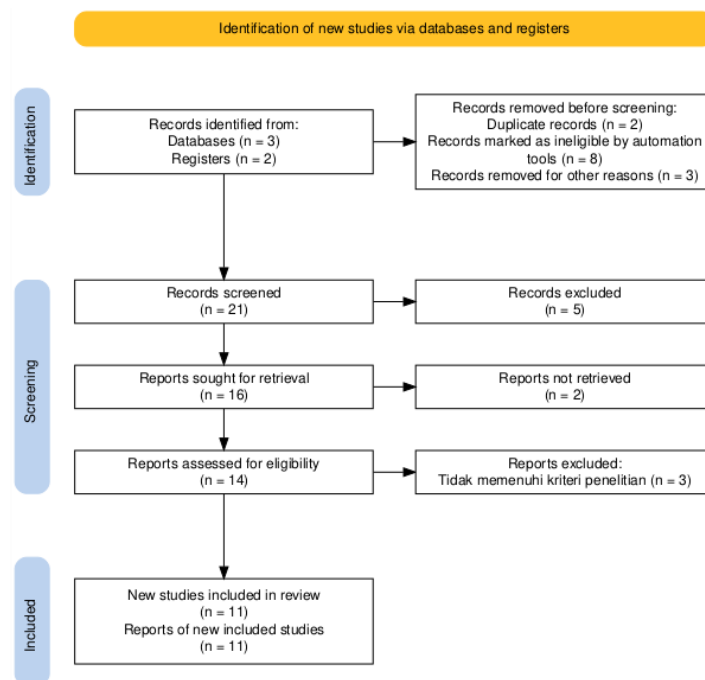 Identification of new studies via databases and registers
Identification
Records identified from:
Databases (n = 3)
Registers (n = 2)
Records removed before screening:
Duplicate records (n = 2)
Records marked as ineligible by automation
tools (n = 8)
Records removed for other reasons (n = 3)
Screening
Records screened
(n = 21)
Records excluded
(n = 5)
Reports sought for retrieval
(n = 16)
Reports not retrieved
(n = 2)
Reports assessed for eligibility
(n = 14)
Reports excluded:
Tidak memenuhi kriteri penelitian (n = 3)
Included
New studies included in review
(n = 11)
Reports of new included studies
(n = 11)